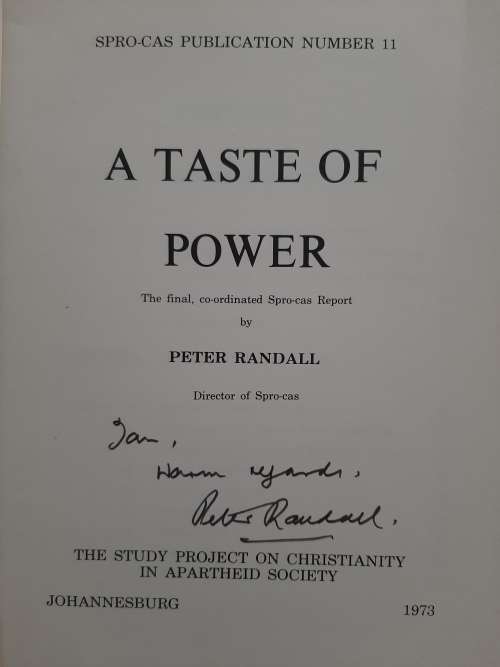 SPRO-CAS PUBLICATION NUMBER 11
A TASTE OF
POWER
The final, co-ordinated Spro-cas Report
by
PETER RANDALL
Director of Spro-cas
Warm regards,
Peter Randall.
THE STUDY PROJECT ON CHRISTIANITY
IN APARTHEID SOCIETY
JOHANNESBURG 1973